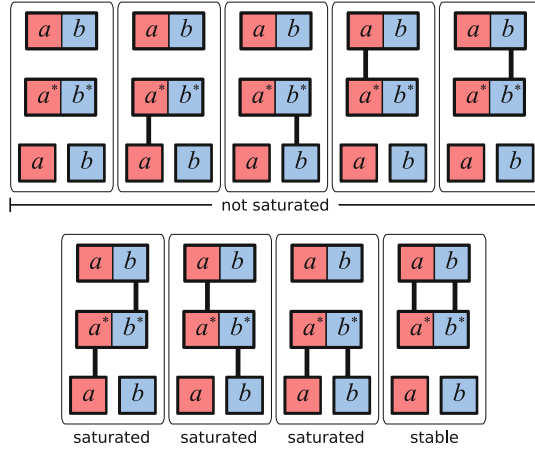 a b a b a b a b a b
a* b* a* b* a* b* a* b* a* b*
a b a b a b a b a b
not saturated
a b a b a b a b
a* b* a* b* a* b* a* b*
a b a b a b a b
saturated saturated saturated stable